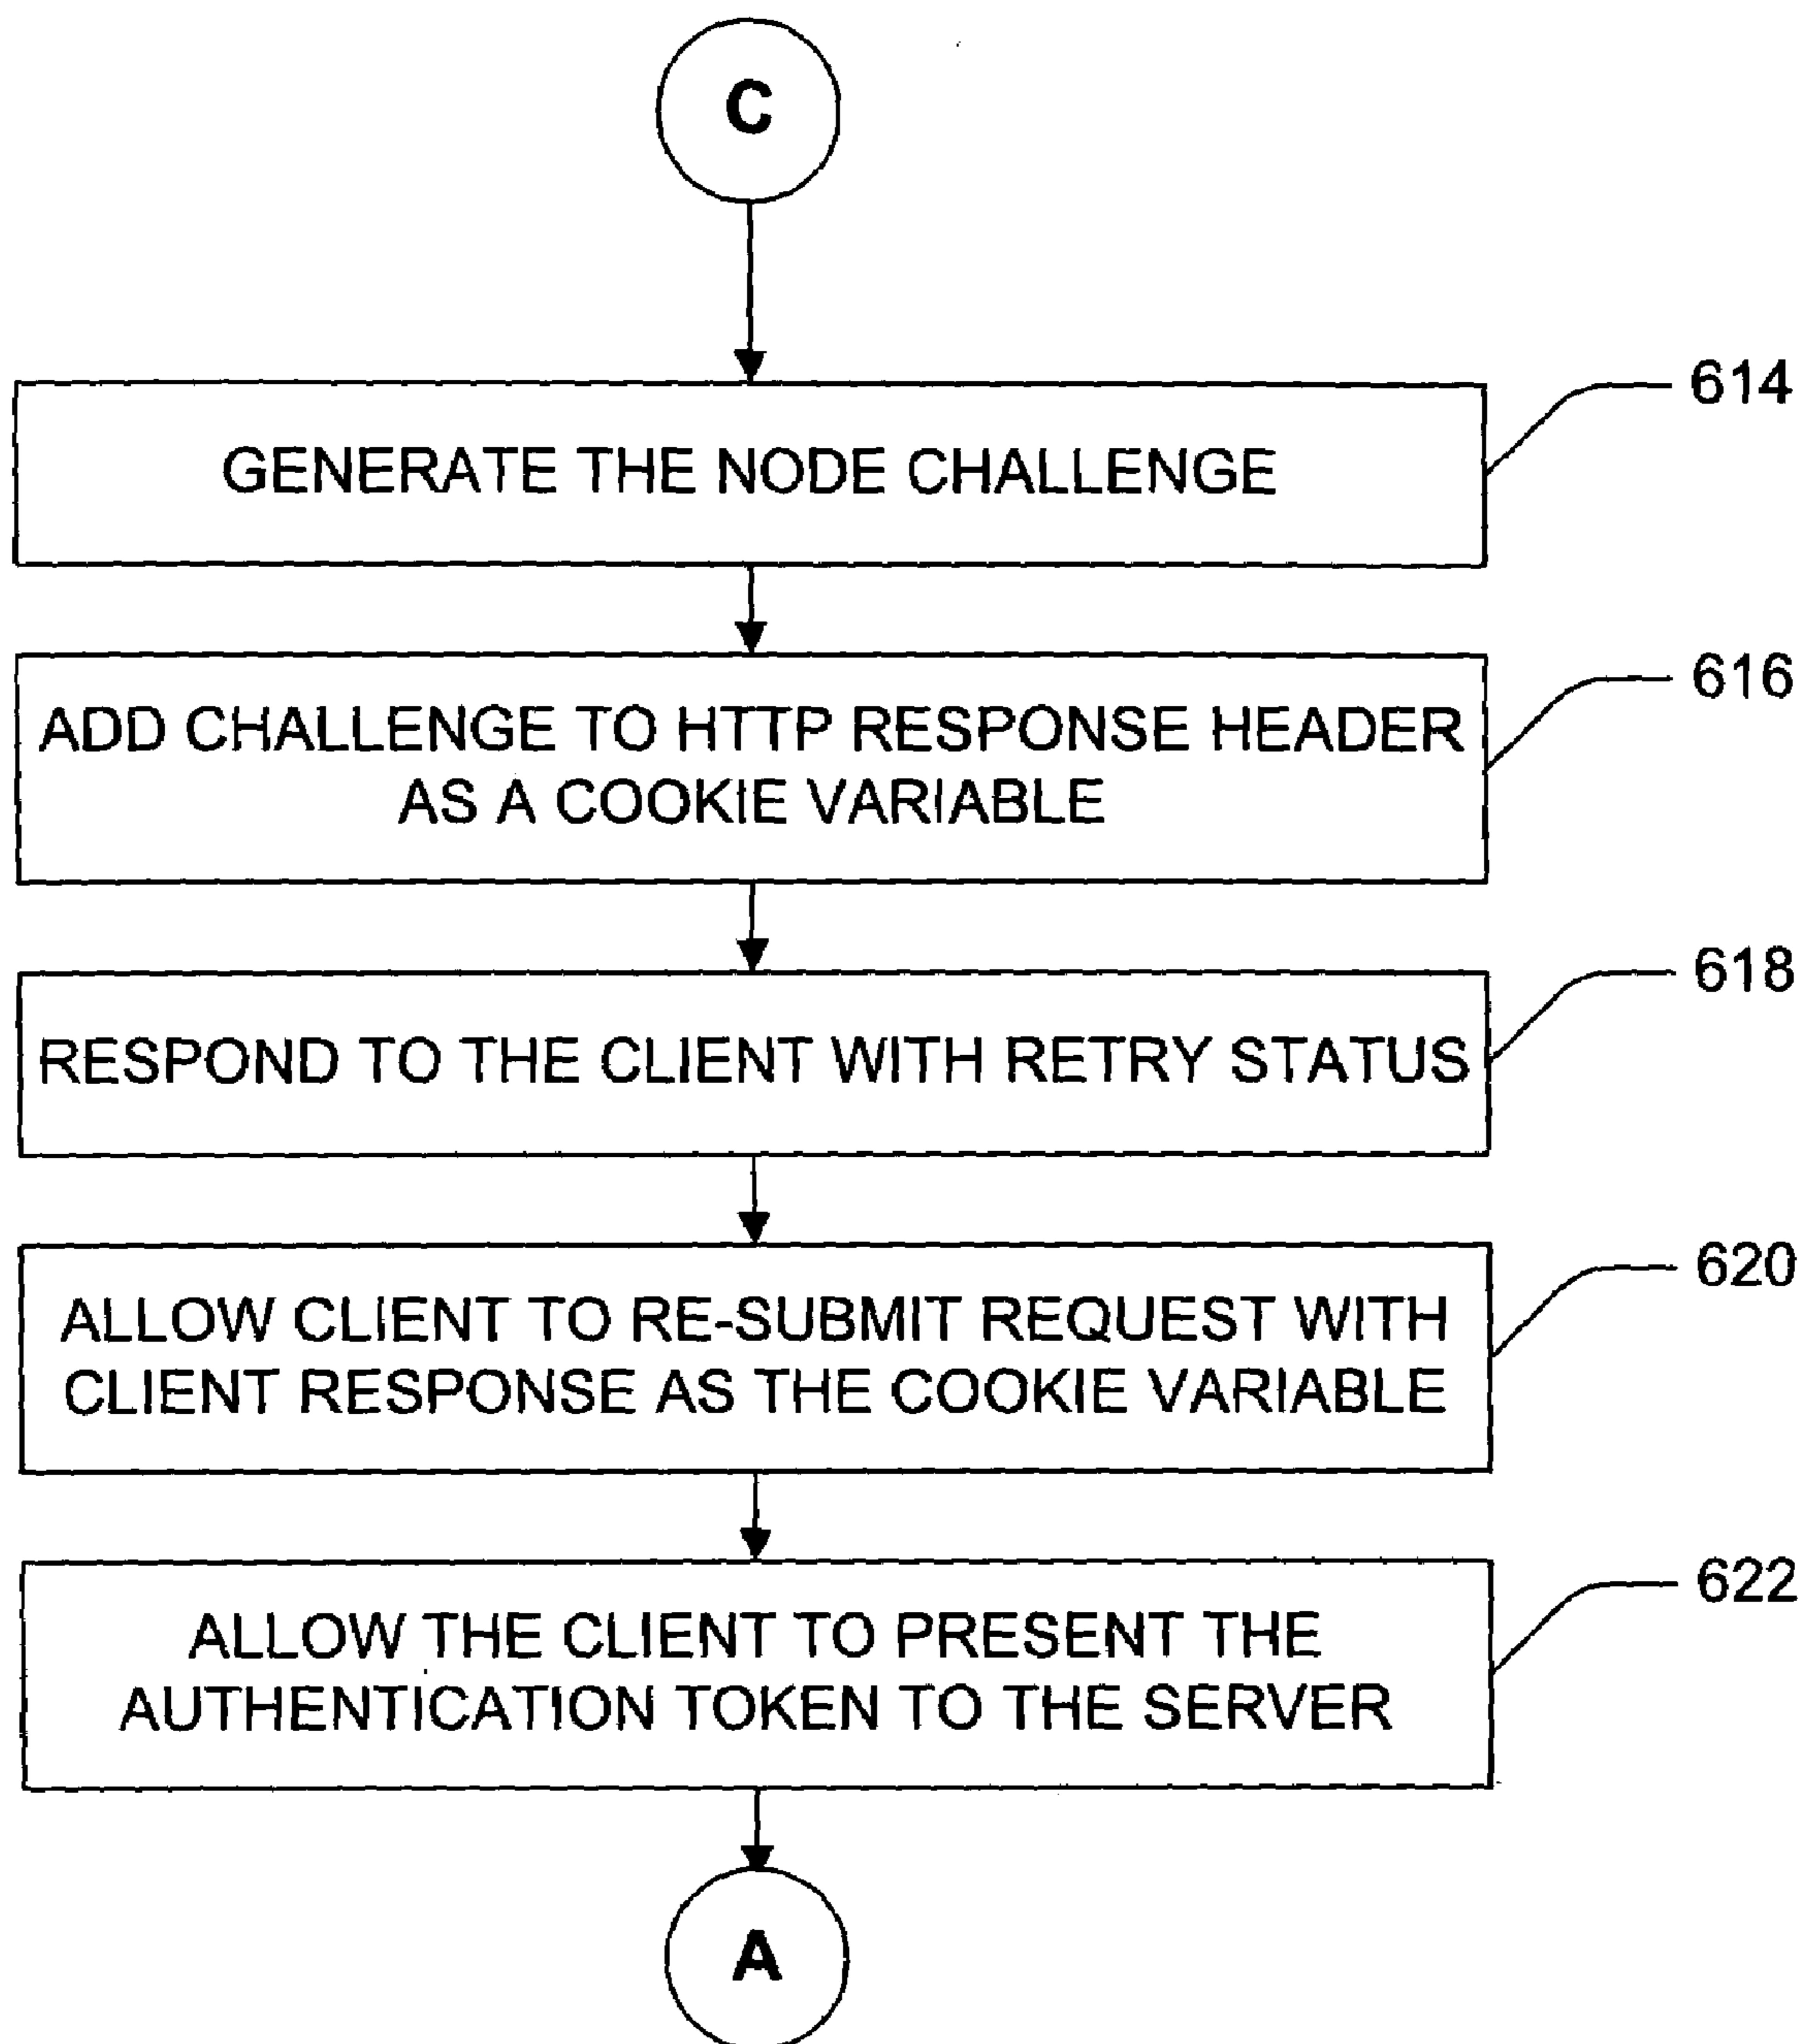 C
614
GENERATE THE NODE CHALLENGE
616
ADD CHALLENGE TO HTTP RESPONSE HEADER
AS A COOKIE VARIABLE
618
RESPOND TO THE CLIENT WITH RETRY STATUS
620
ALLOW CLIENT TO RE-SUBMIT REQUEST WITH
CLIENT RESPONSE AS THE COOKIE VARIABLE
622
ALLOW THE CLIENT TO PRESENT THE
AUTHENTICATION TOKEN TO THE SERVER
A